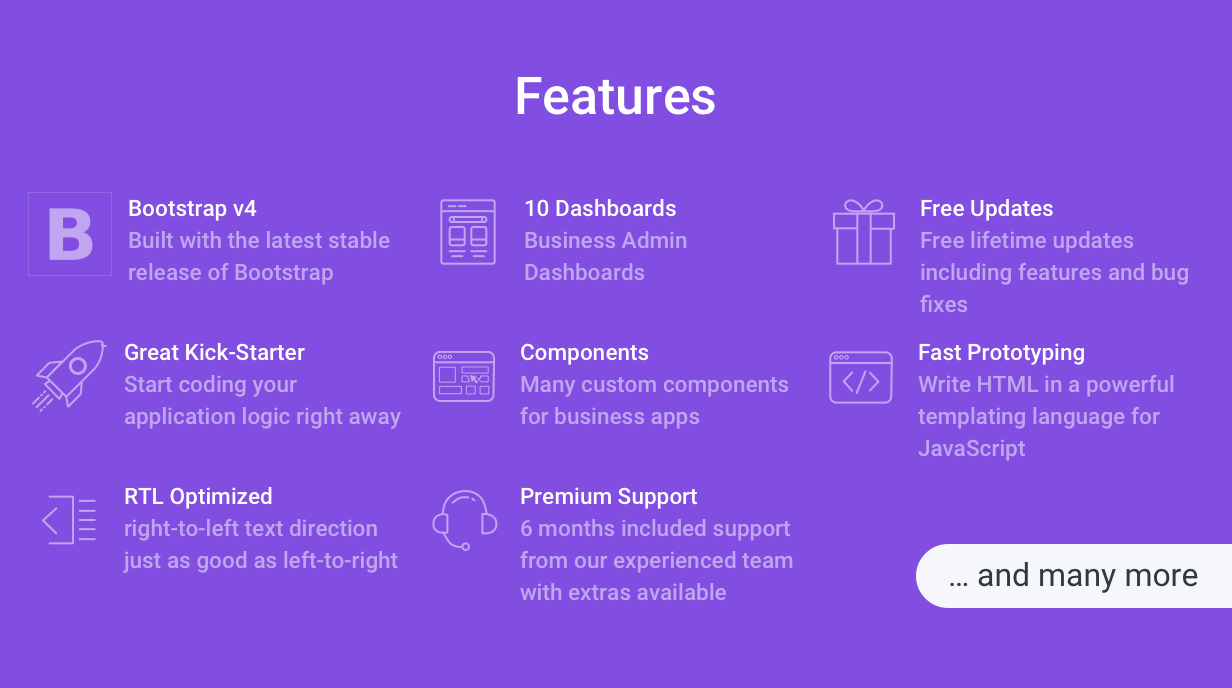 Features
B
Bootstrap v4
Built with the latest stable
release of Bootstrap
10 Dashboards
Business Admin
Dashboards
Free Updates
Free lifetime updates
including features and bug
fixes
Great Kick-Starter
Start coding your
application logic right away
Components
Many custom components
for business apps
</>
Fast Prototyping
Write HTML in a powerful
templating language for
JavaScript
RTL Optimized
right-to-left text direction
just as good as left-to-right
Premium Support
6 months included support
from our experienced team
with extras available
... and many more